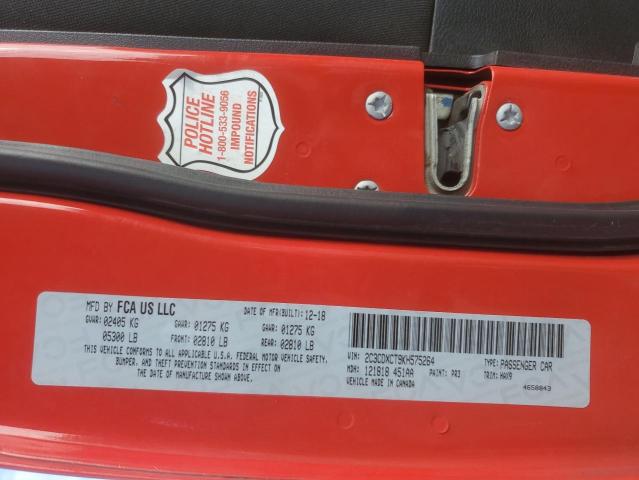 POLICE
HOTLINE
1-800-533-9056
IMPOUND
NOTIFICATIONS
MFD BY FCA US LLC
DATE OF MFR(BUILT): 12-18
GVWR: 02405 KG GAWR: 01275 KG GAWR: 01275 KG
05300 LB FRONT: 02810 LB REAR: 02810 LB
THIS VEHICLE CONFORMS TO ALL APPLICABLE U.S.A. FEDERAL MOTOR VEHICLE SAFETY,
BUMPER, AND THEFT PREVENTION STANDARDS IN EFFECT ON
THE DATE OF MANUFACTURE SHOWN ABOVE.
VIN: 2C3CDXCT9KH575264 TYPE: PASSENGER CAR
MDH: 121818 451AA PAINT: PR3 TRIM: HAX9
VEHICLE MADE IN CANADA 4658843